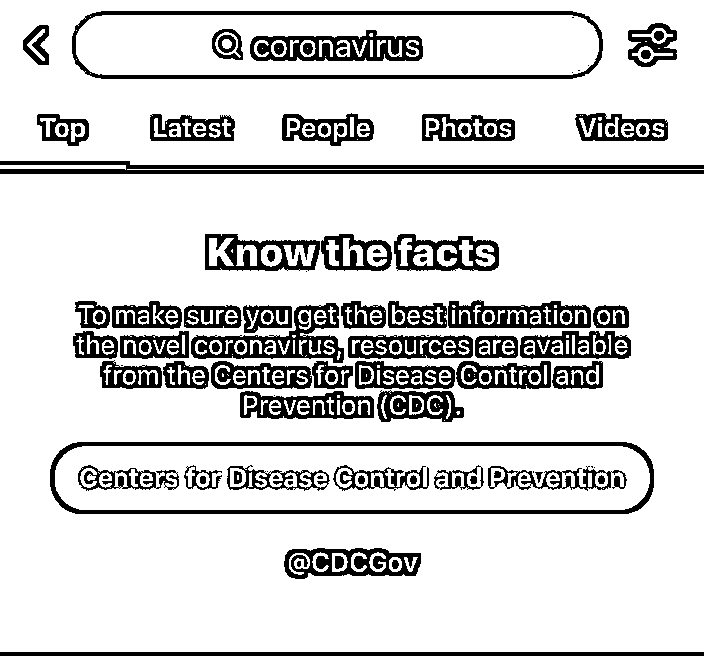 coronavirus
Top Latest People Photos Videos
Know the facts
To make sure you get the best information on
the novel coronavirus, resources are available
from the Centers for Disease Control and
Prevention (CDC).
Centers for Disease Control and Prevention
@CDCGov